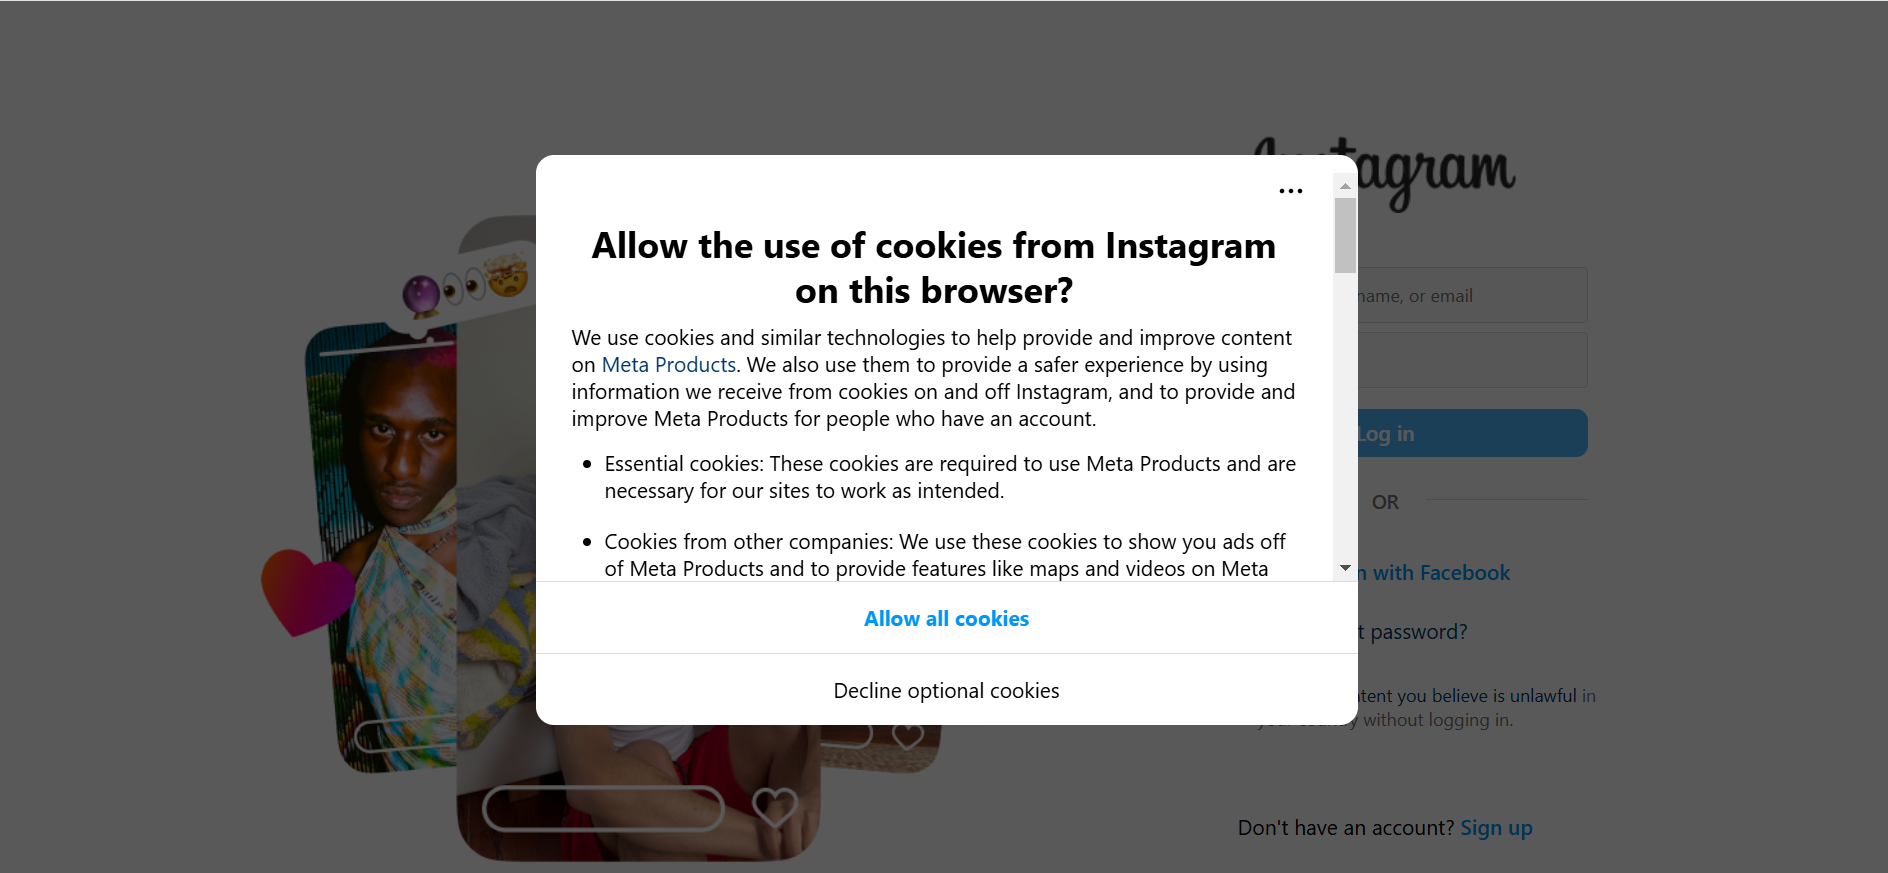 Allow the use of cookies from Instagram
on this browser?
We use cookies and similar technologies to help provide and improve content
on Meta Products. We also use them to provide a safer experience by using
information we receive from cookies on and off Instagram, and to provide and
improve Meta Products for people who have an account.
• Essential cookies: These cookies are required to use Meta Products and are
necessary for our sites to work as intended.
• Cookies from other companies: We use these cookies to show you ads off
of Meta Products and to provide features like maps and videos on Meta
Allow all cookies
Decline optional cookies
Instagram
name, or email
Log in
OR
with Facebook
password?
you believe is unlawful in
your country without logging in.
Don't have an account? Sign up